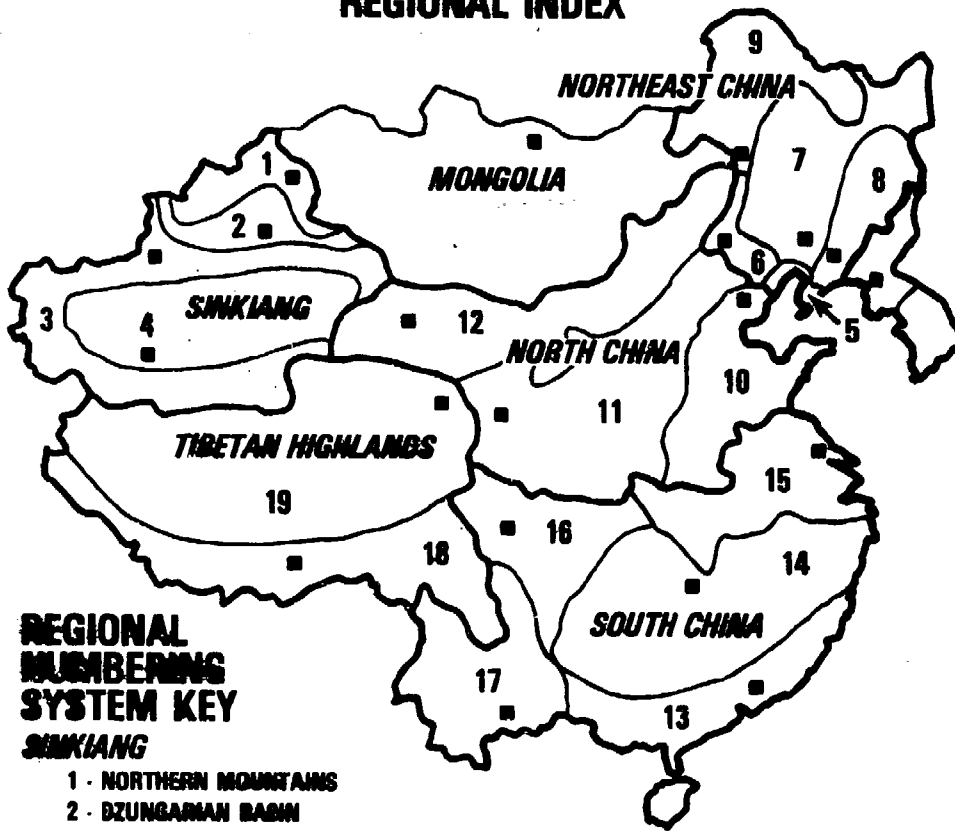 REGIONAL INDEX
9
NORTHEAST CHINA
1
MONGOLIA
7
8
2
6
3
4
SINKIANG
12
5
NORTH CHINA
10
11
TIBETAN HIGHLANDS
15
19
16
18
14
SOUTH CHINA
17
13
REGIONAL
NUMBERING
SYSTEM KEY
SINKIANG
1 - NORTHERN MOUNTAINS
2 - DZUNGARIAN BASIN